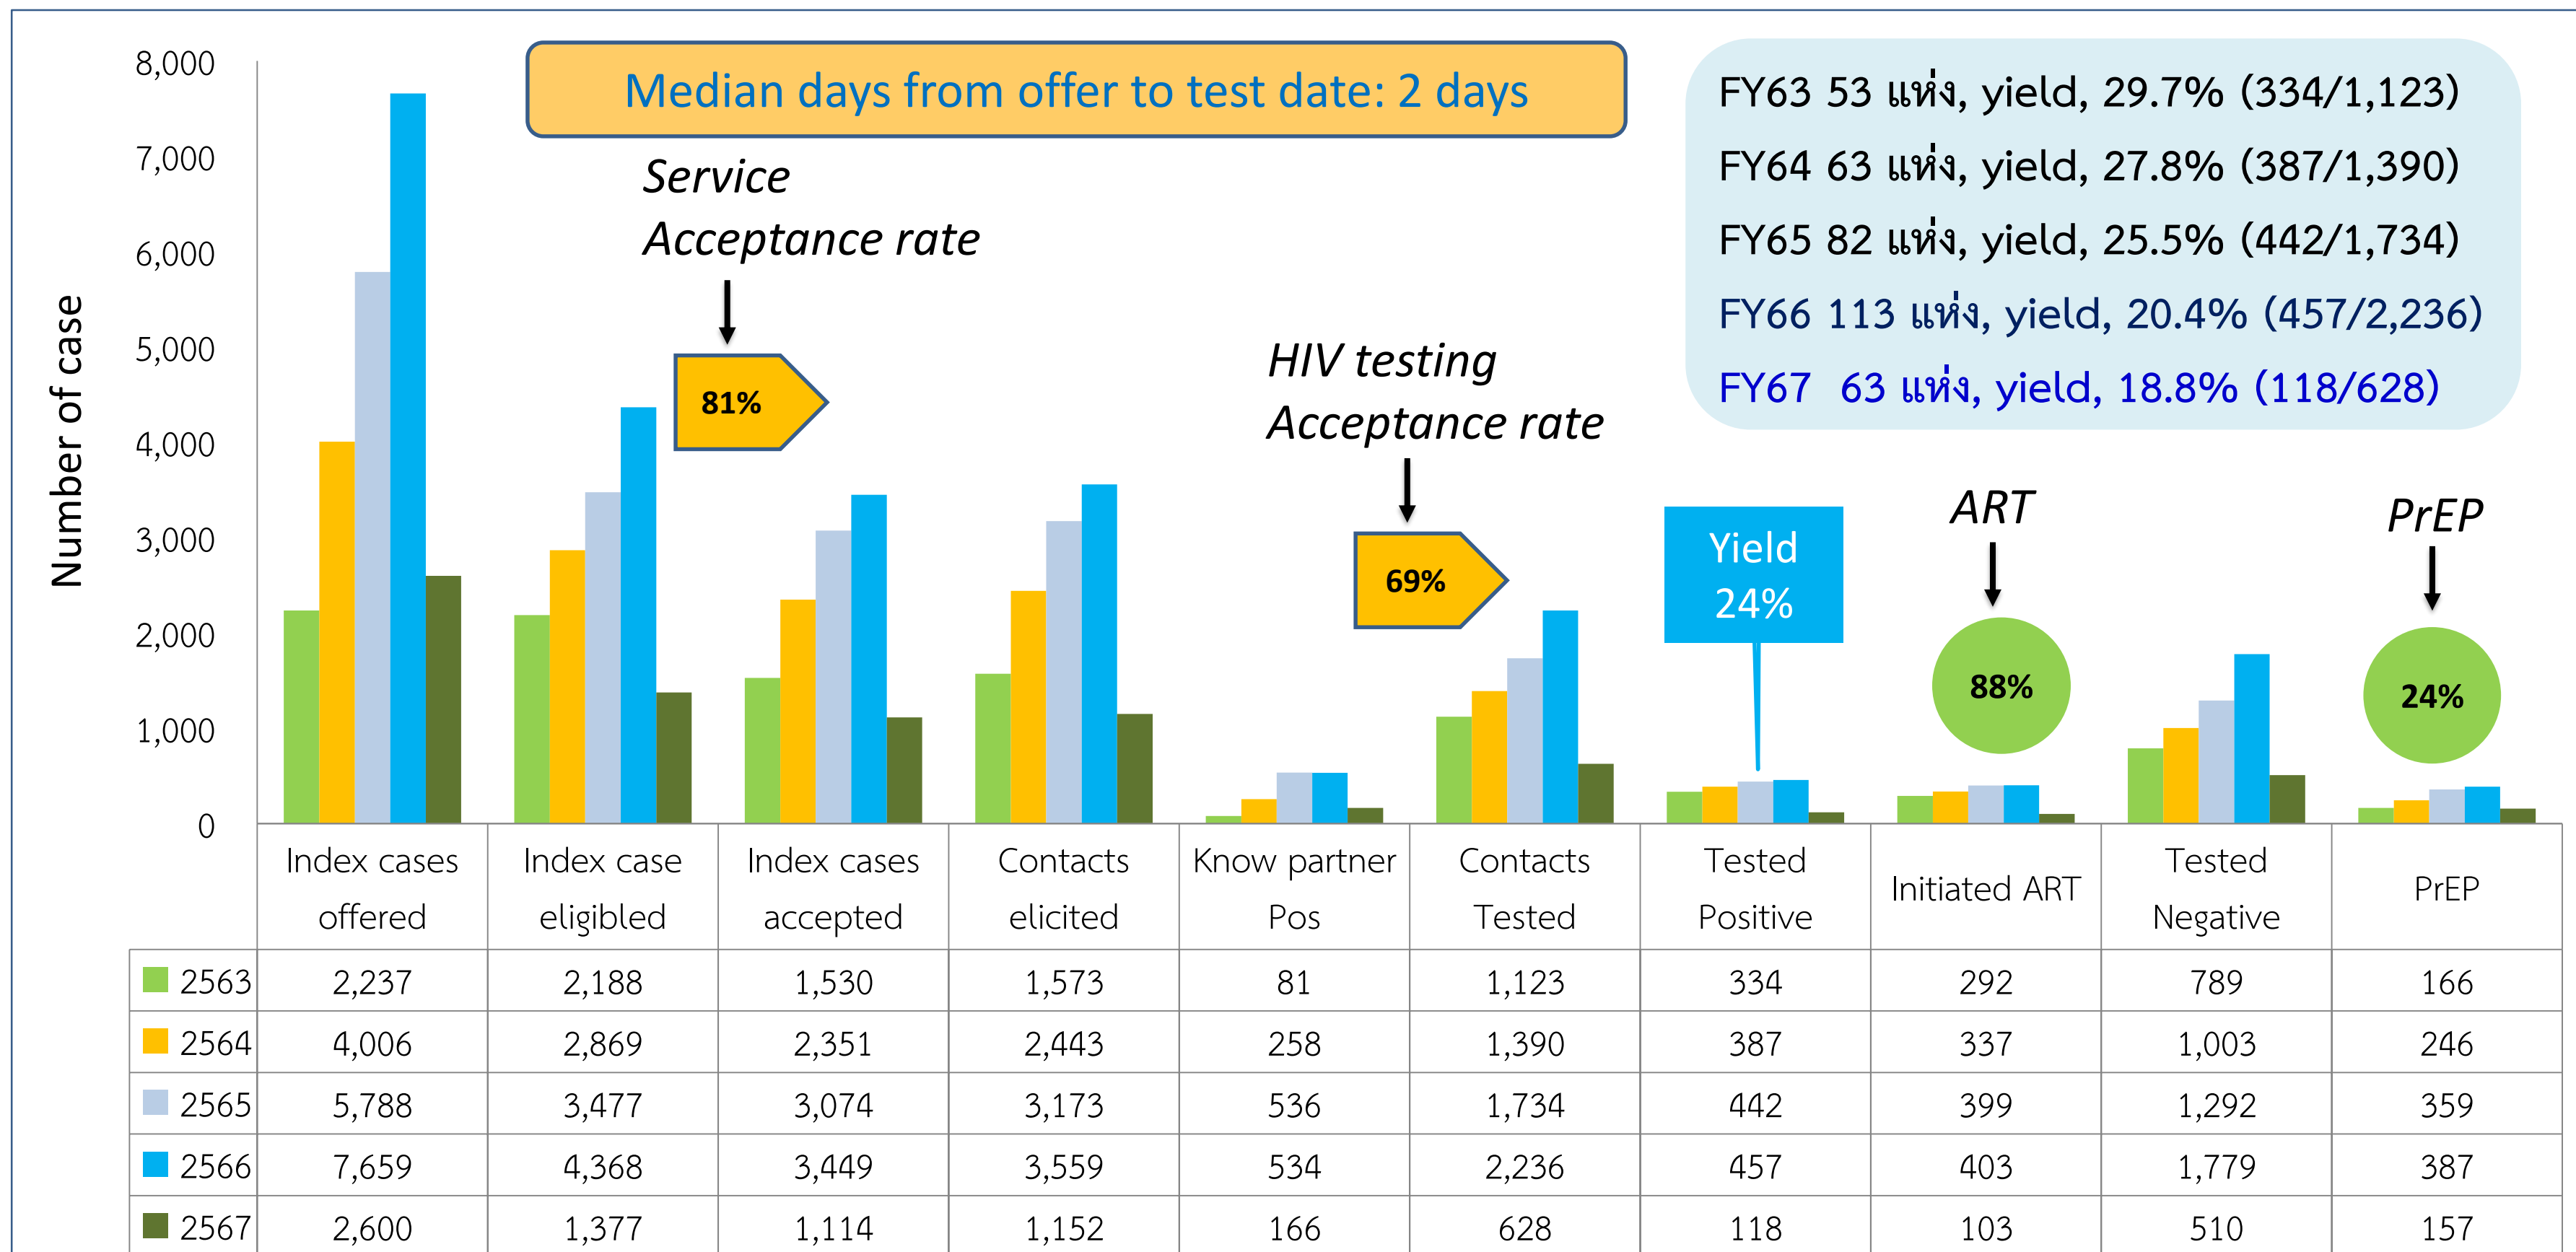 Median days from offer to test date: 2 days
FY63 53 แห่ง, yield, 29.7% (334/1,123)
FY64 63 แห่ง, yield, 27.8% (387/1,390)
FY65 82 แห่ง, yield, 25.5% (442/1,734)
FY66 113 แห่ง, yield, 20.4% (457/2,236)
FY67 63 แห่ง, yield, 18.8% (118/628)
Number of case
8,000
7,000
6,000
5,000
4,000
3,000
2,000
1,000
0
Service
Acceptance rate
81%
HIV testing
Acceptance rate
69%
Yield
24%
ART
88%
PrEP
24%
Index cases offered Index case eligibled Index cases accepted Contacts elicited Know partner Pos Contacts Tested Tested Positive Initiated ART Tested Negative PrEP
2563 2,237 2,188 1,530 1,573 81 1,123 334 292 789 166
2564 4,006 2,869 2,351 2,443 258 1,390 387 337 1,003 246
2565 5,788 3,477 3,074 3,173 536 1,734 442 399 1,292 359
2566 7,659 4,368 3,449 3,559 534 2,236 457 403 1,779 387
2567 2,600 1,377 1,114 1,152 166 628 118 103 510 157